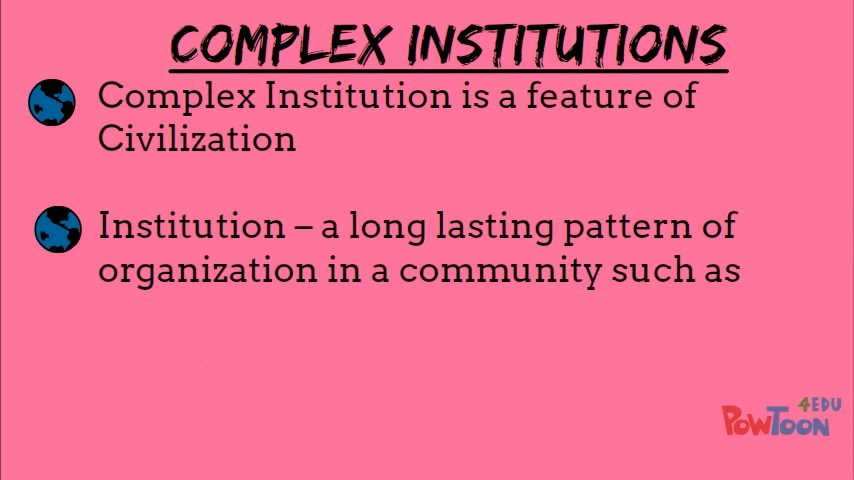 COMPLEX INSTITUTIONS
Complex Institution is a feature of
Civilization
Institution – a long lasting pattern of
organization in a community such as
4EDU
POWTOON